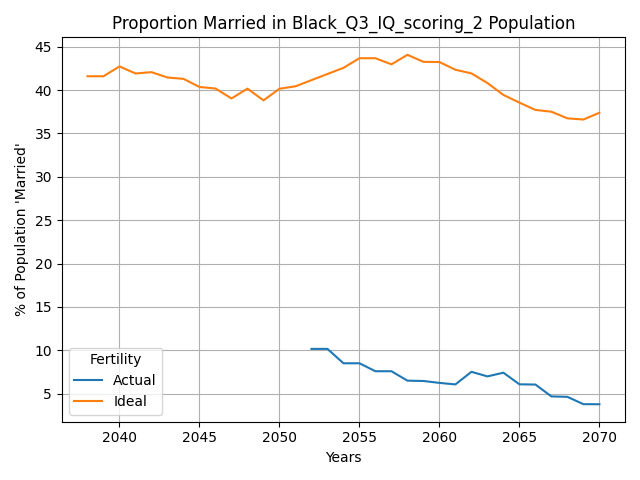 Proportion Married in Black_Q3_IQ_scoring_2 Population
% of Population 'Married'
45
40
35
30
25
20
15
10
5
Fertility
Actual
Ideal
2040 2045 2050 2055 2060 2065 2070
Years